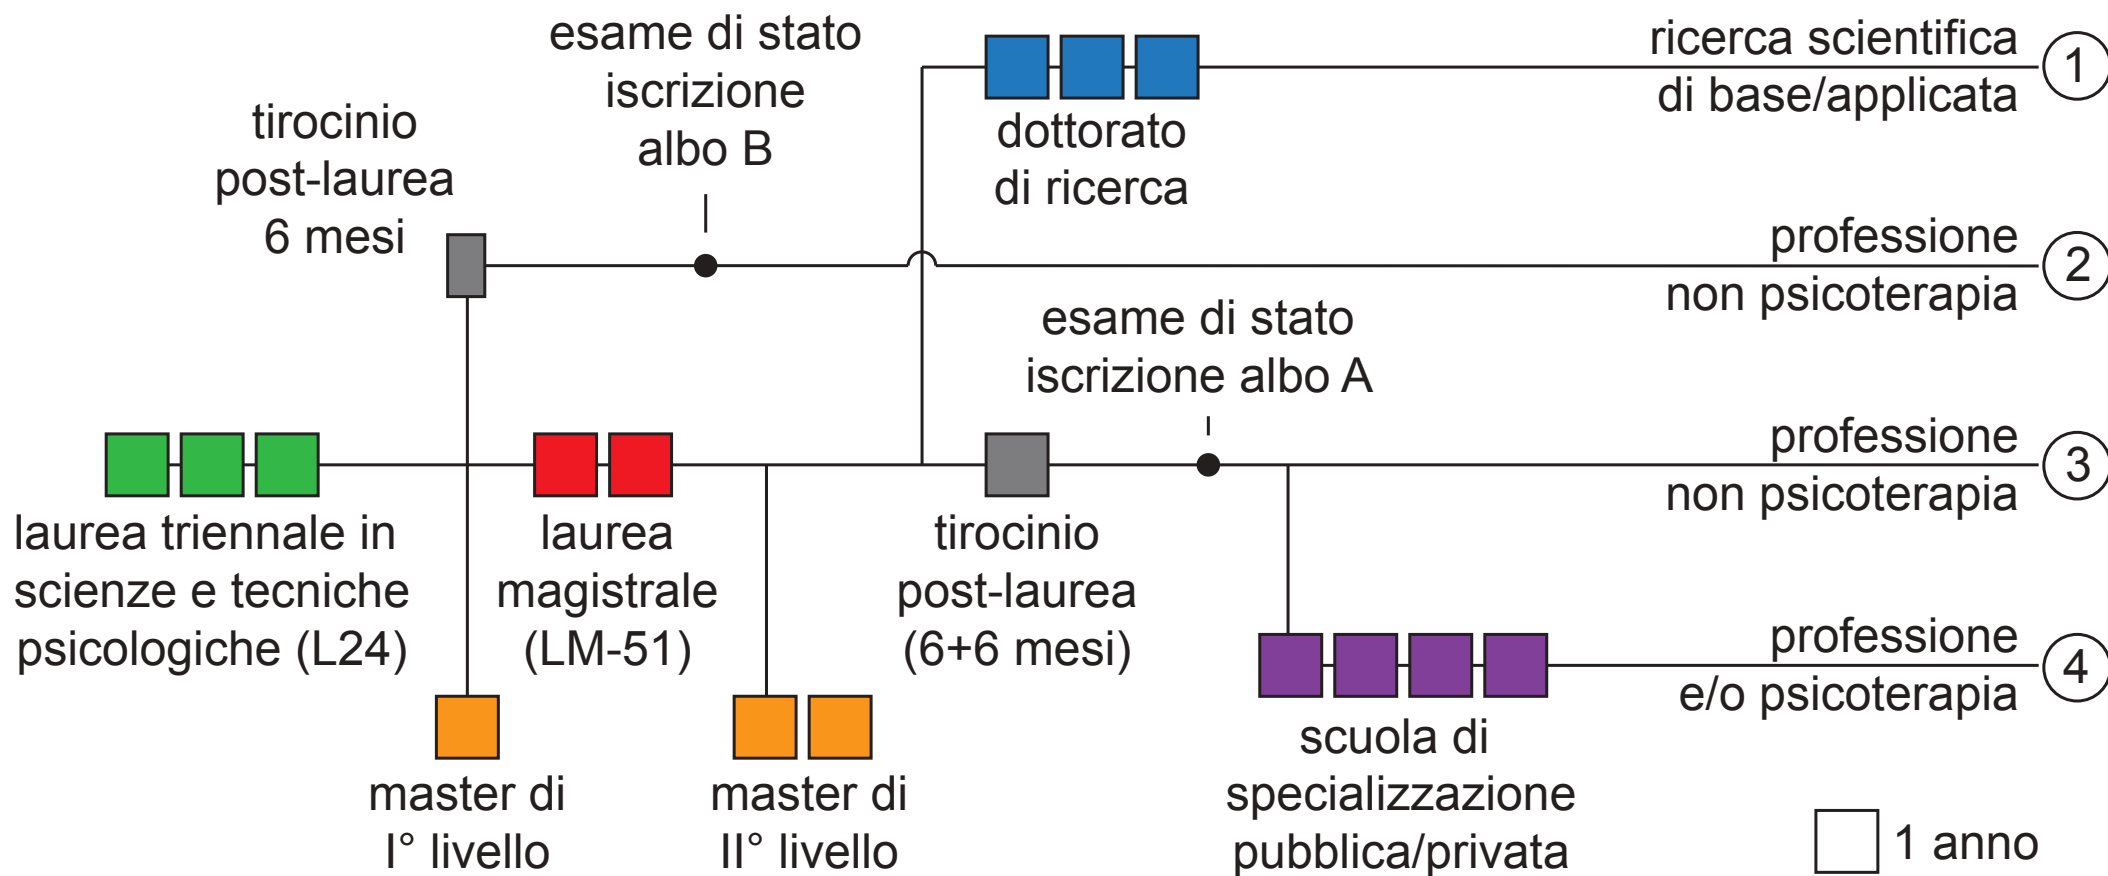 esame di stato
iscrizione
albo B
tirocinio
post-laurea
6 mesi
dottorato
di ricerca
ricerca scientifica
di base/applicata
1
professione
non psicoterapia
2
esame di stato
iscrizione albo A
professione
non psicoterapia
3
laurea triennale in
scienze e tecniche
psicologiche (L24)
laurea
magistrale
(LM-51)
tirocinio
post-laurea
(6+6 mesi)
professione
e/o psicoterapia
4
master di
I° livello
master di
II° livello
scuola di
specializzazione
pubblica/privata
1 anno